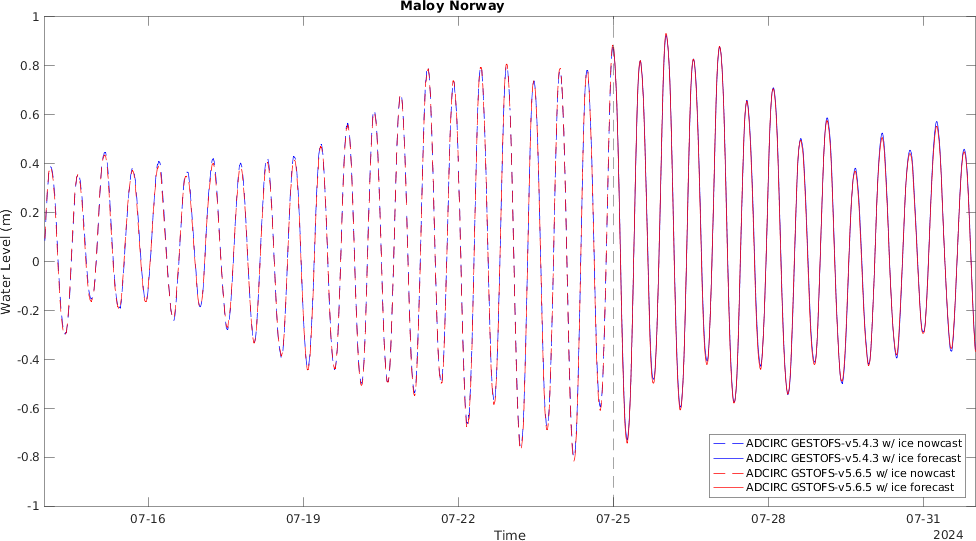 Maloy Norway
1
0.8
0.6
0.4
0.2
0
-0.2
-0.4
-0.6
-0.8
-1
Water Level (m)
07-16
07-19
07-22
07-25
07-28
07-31
Time
2024
ADCIRC GESTOFS-v5.4.3 w/ ice nowcast
ADCIRC GESTOFS-v5.4.3 w/ ice forecast
ADCIRC GSTOFS-v5.6.5 w/ ice nowcast
ADCIRC GSTOFS-v5.6.5 w/ ice forecast